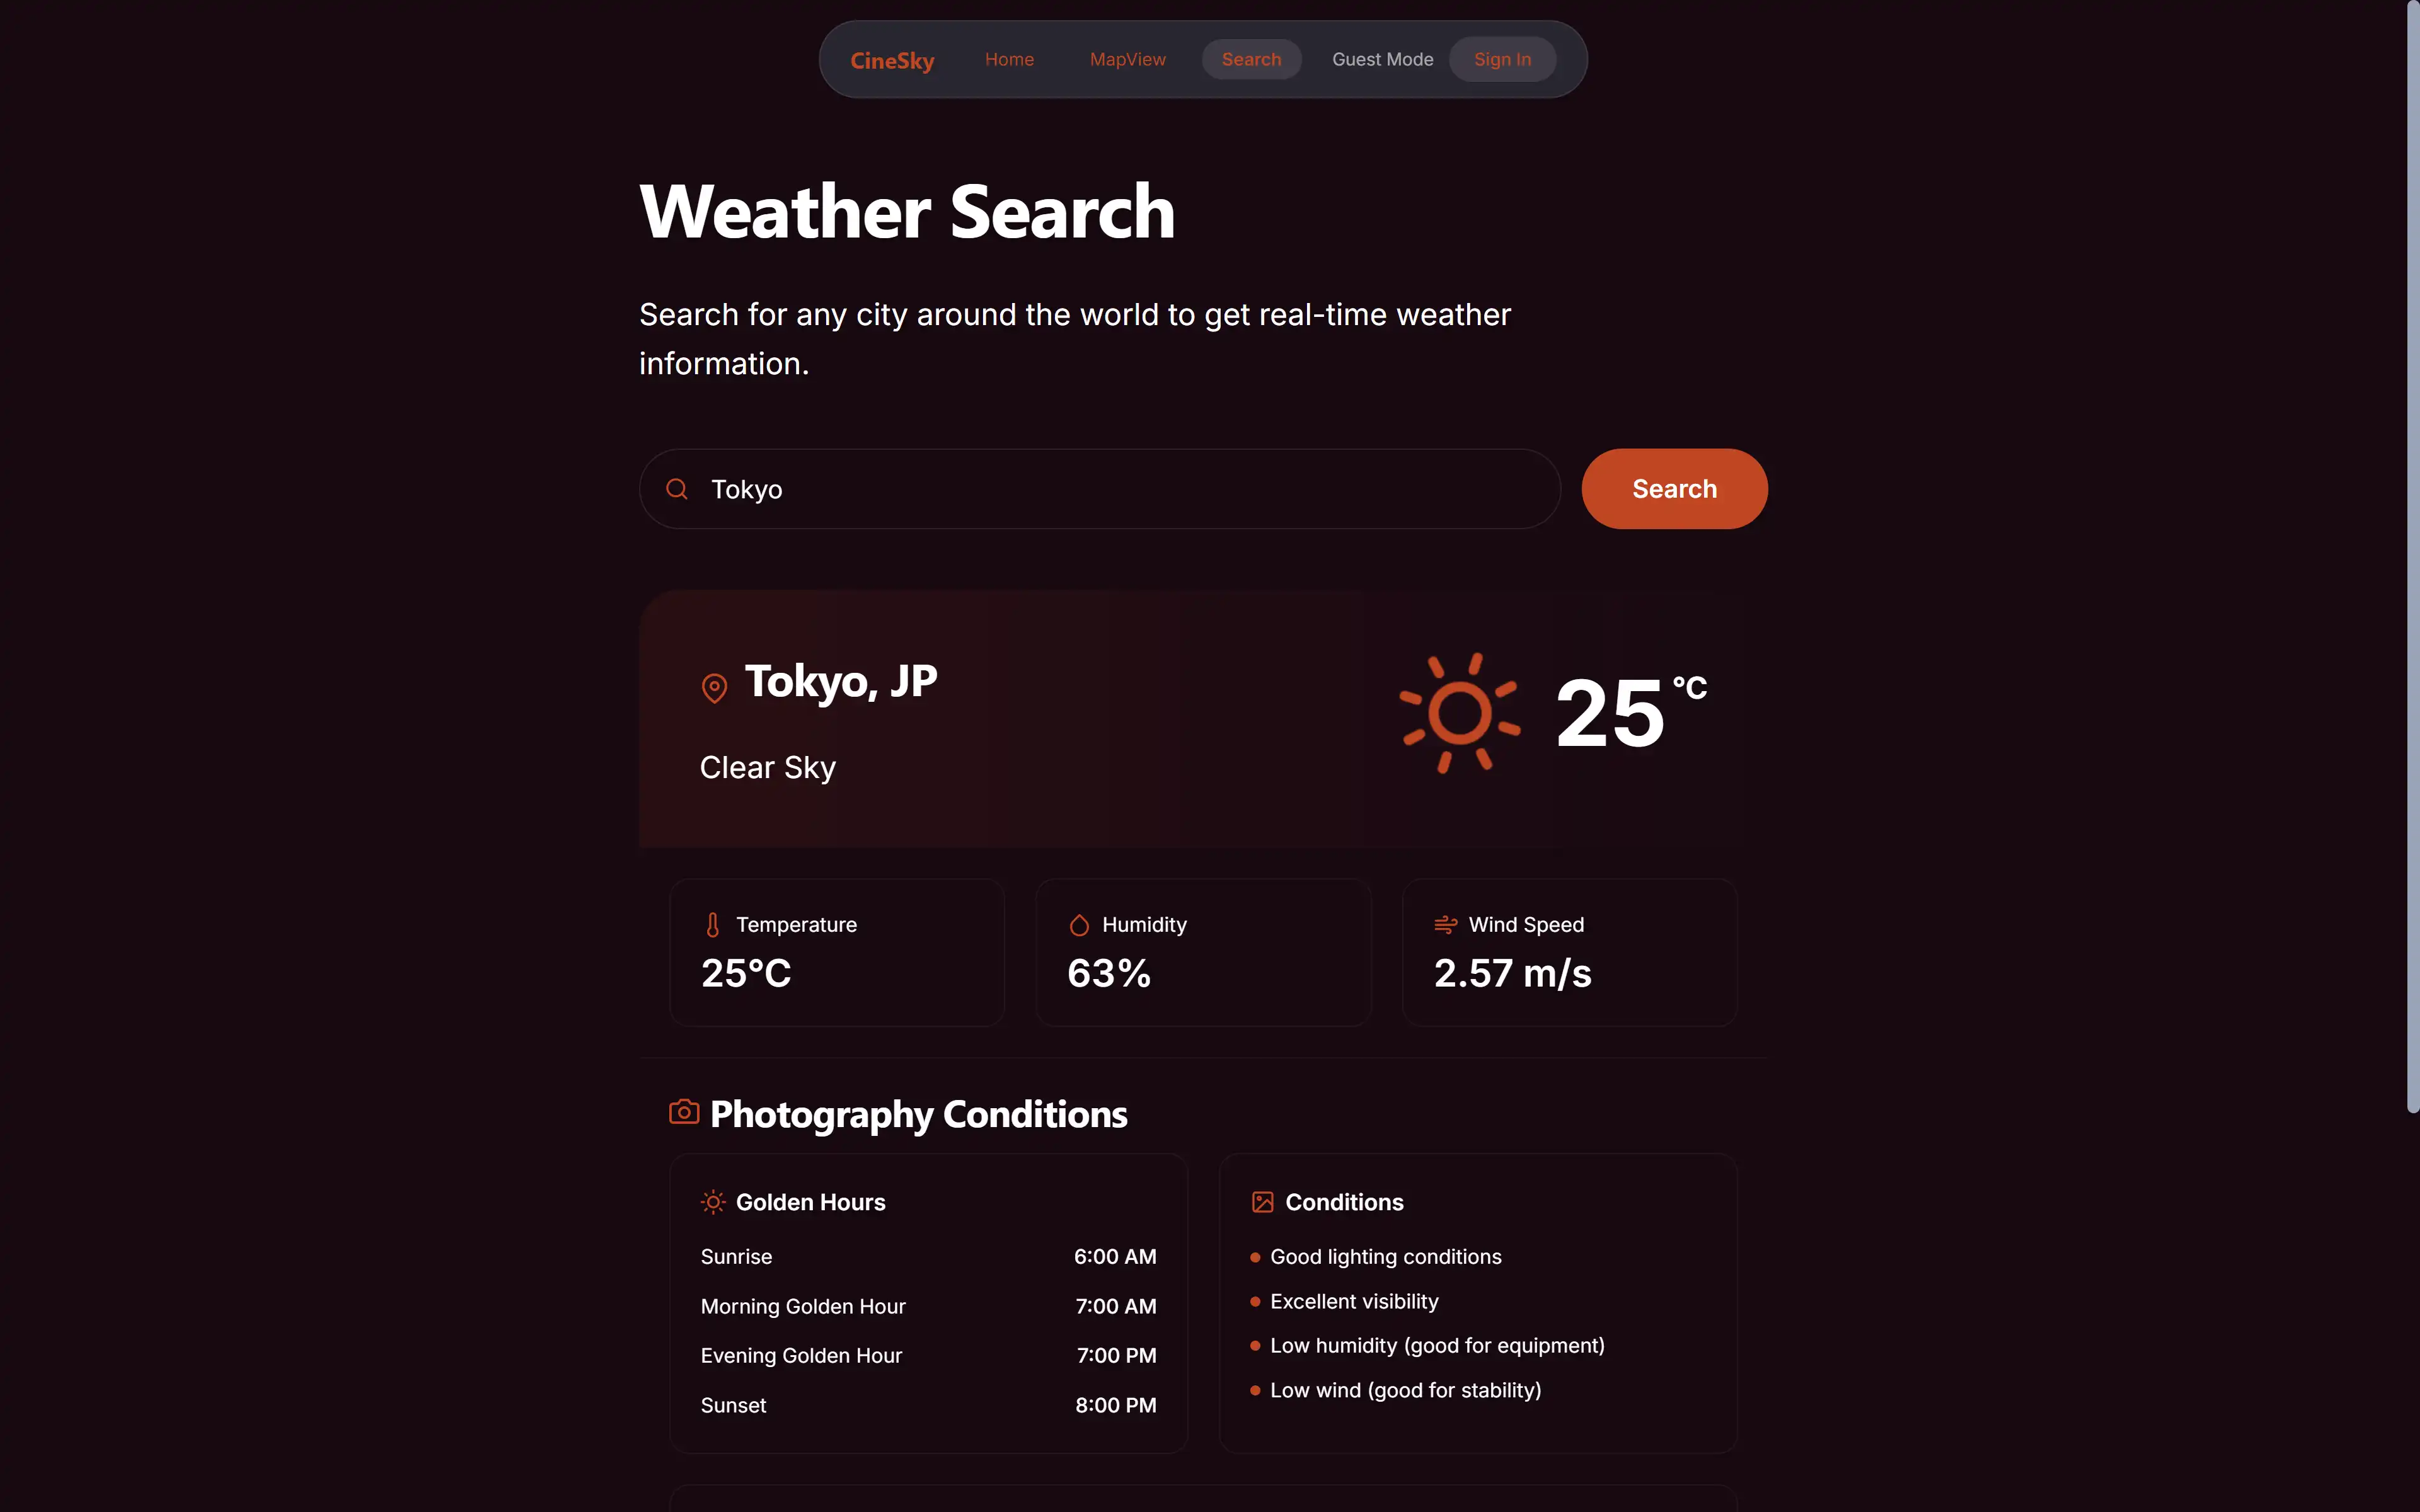 CineSky Home MapView Search Guest Mode Sign In
Weather Search
Search for any city around the world to get real-time weather
information.
Tokyo Search
Tokyo, JP
Clear Sky
25 °C
Temperature
25°C
Humidity
63%
Wind Speed
2.57 m/s
Photography Conditions
Golden Hours
Sunrise 6:00 AM
Morning Golden Hour 7:00 AM
Evening Golden Hour 7:00 PM
Sunset 8:00 PM
Conditions
Good lighting conditions
Excellent visibility
Low humidity (good for equipment)
Low wind (good for stability)